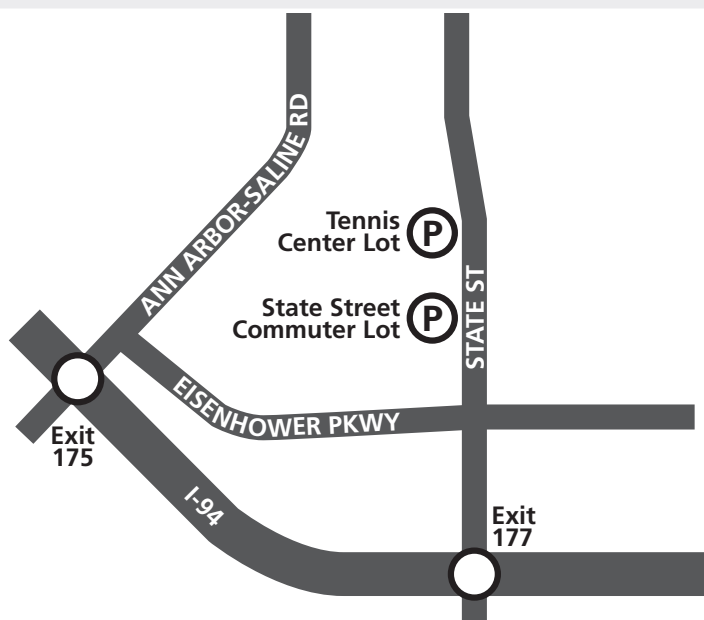 ANN ARBOR-SALINE RD
Tennis
Center Lot
P
State Street
Commuter Lot
P
STATE ST
EISENHOWER PKWY
Exit
175
I-94
Exit
177